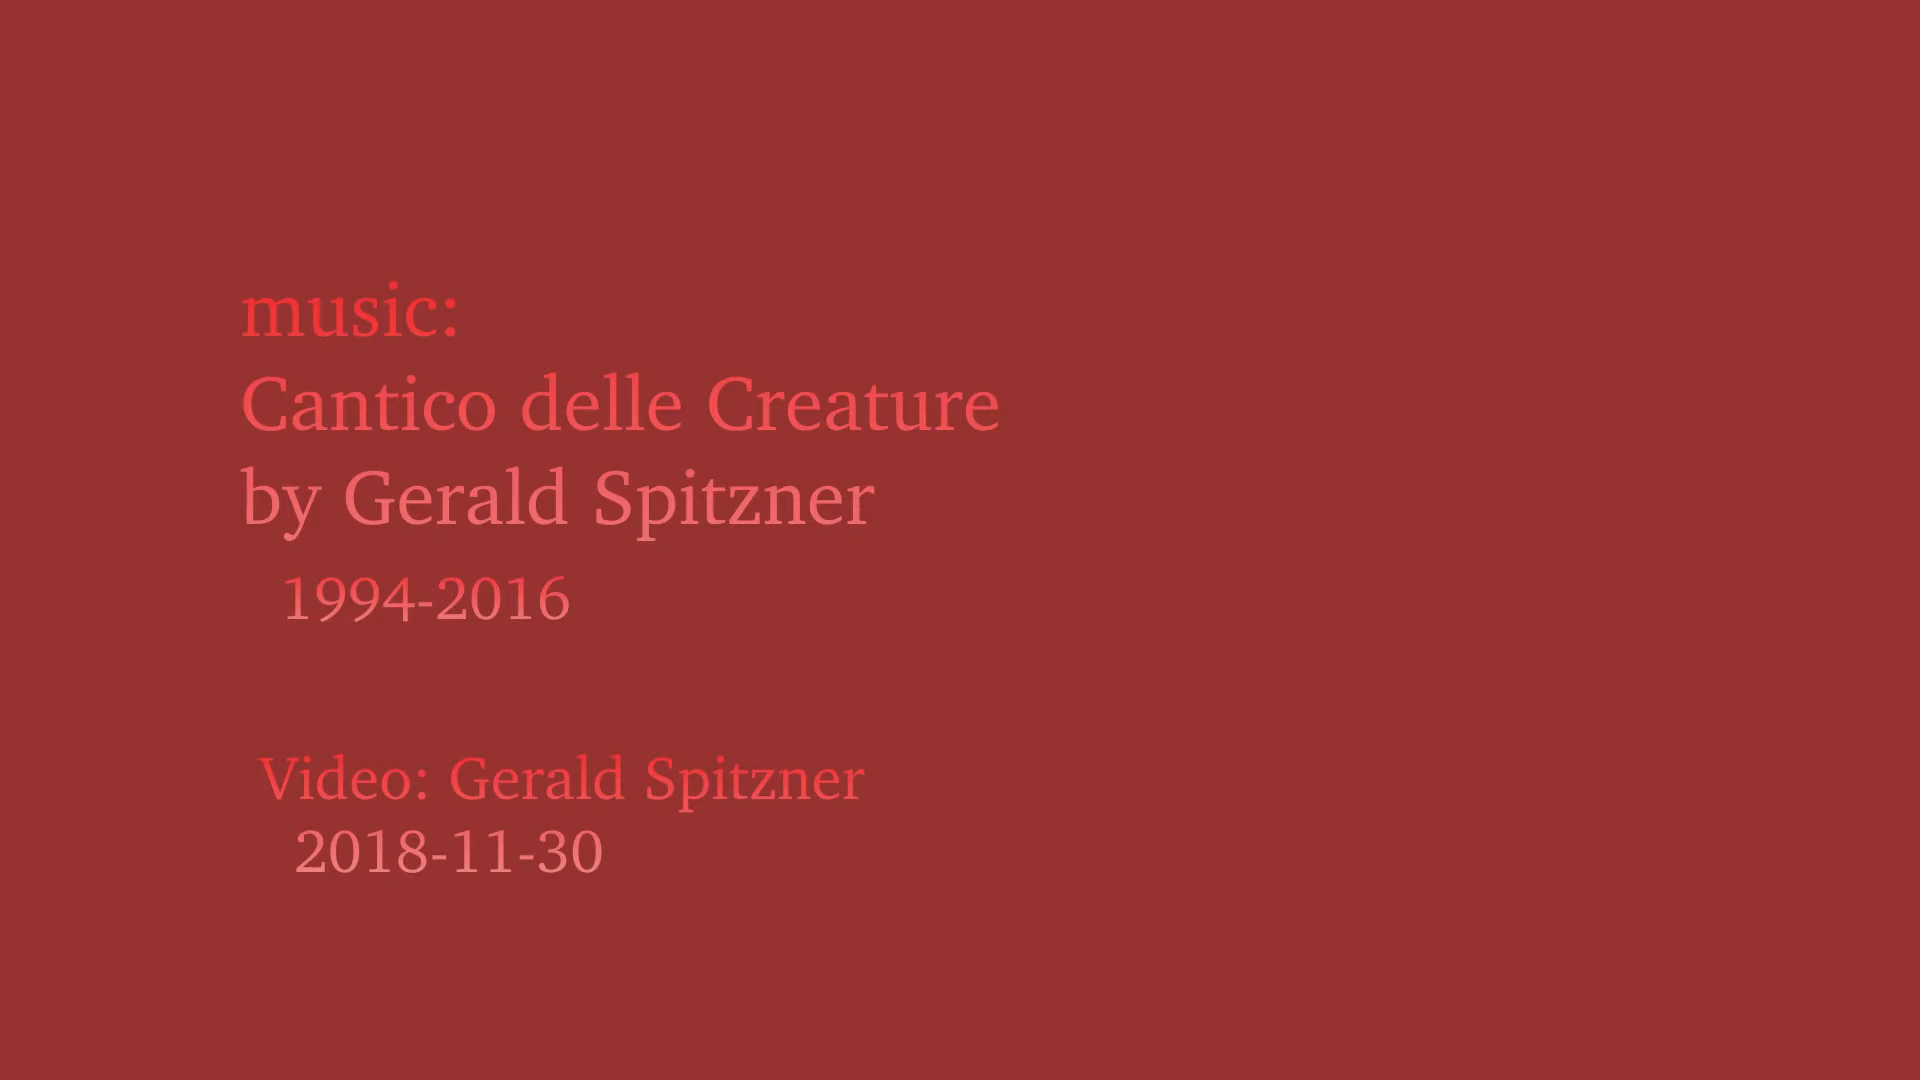 music:
Cantico delle Creature
by Gerald Spitzner
1994-2016
Video: Gerald Spitzner
2018-11-30